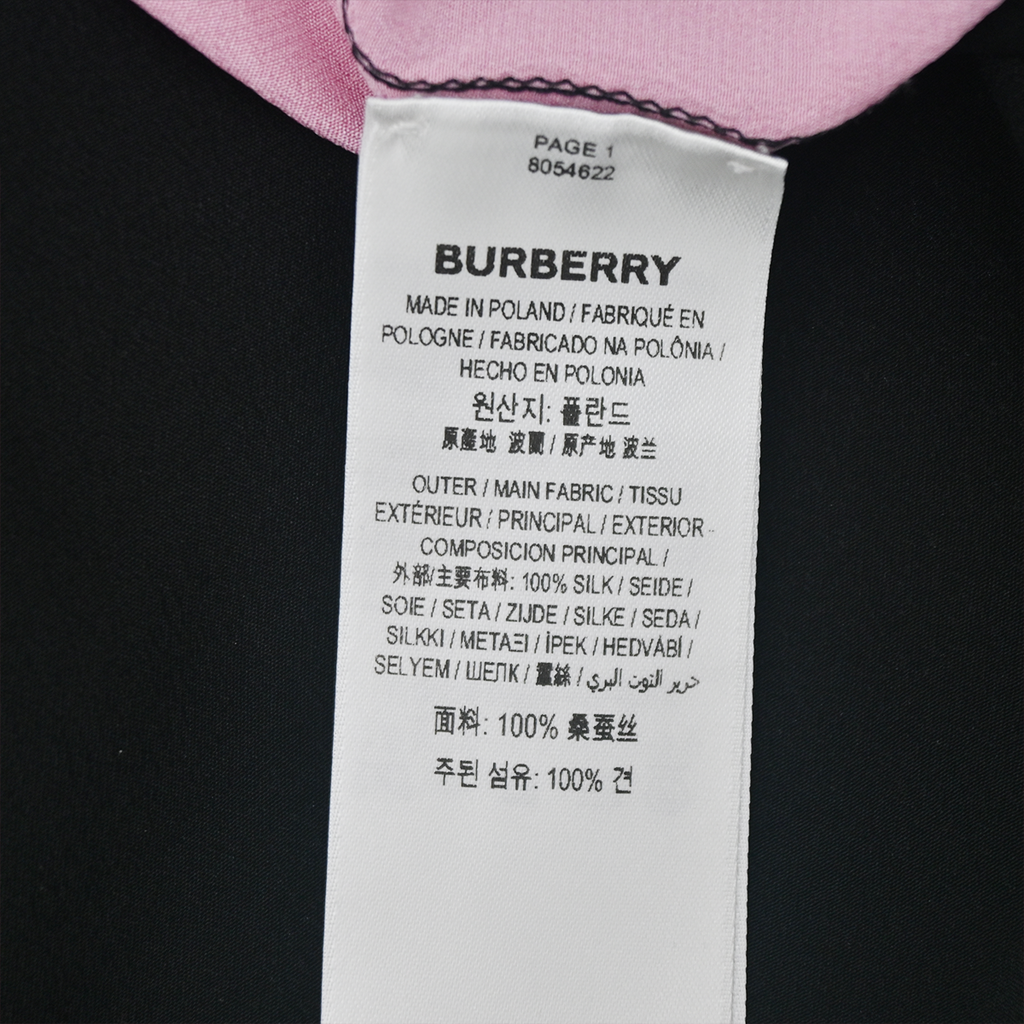 PAGE 1
8054622
BURBERRY
MADE IN POLAND / FABRIQUÉ EN
POLOGNE / FABRICADO NA POLÔNIA /
HECHO EN POLONIA
원산지: 폴란드
原產地 波蘭 / 原产地 波兰
OUTER / MAIN FABRIC / TISSU
EXTÉRIEUR / PRINCIPAL / EXTERIOR -
COMPOSICION PRINCIPAL /
外部/主要布料: 100% SILK / SEIDE /
SOIE / SETA / ZIJDE / SILKE / SEDA /
SILKKI / ΜΕΤΑΞΙ / İPEK / HEDVÁBÍ /
SELYEM / ШЕЛК / 蠶絲 / حرير التوت البري
面料: 100% 桑蚕丝
주된 섬유: 100% 견